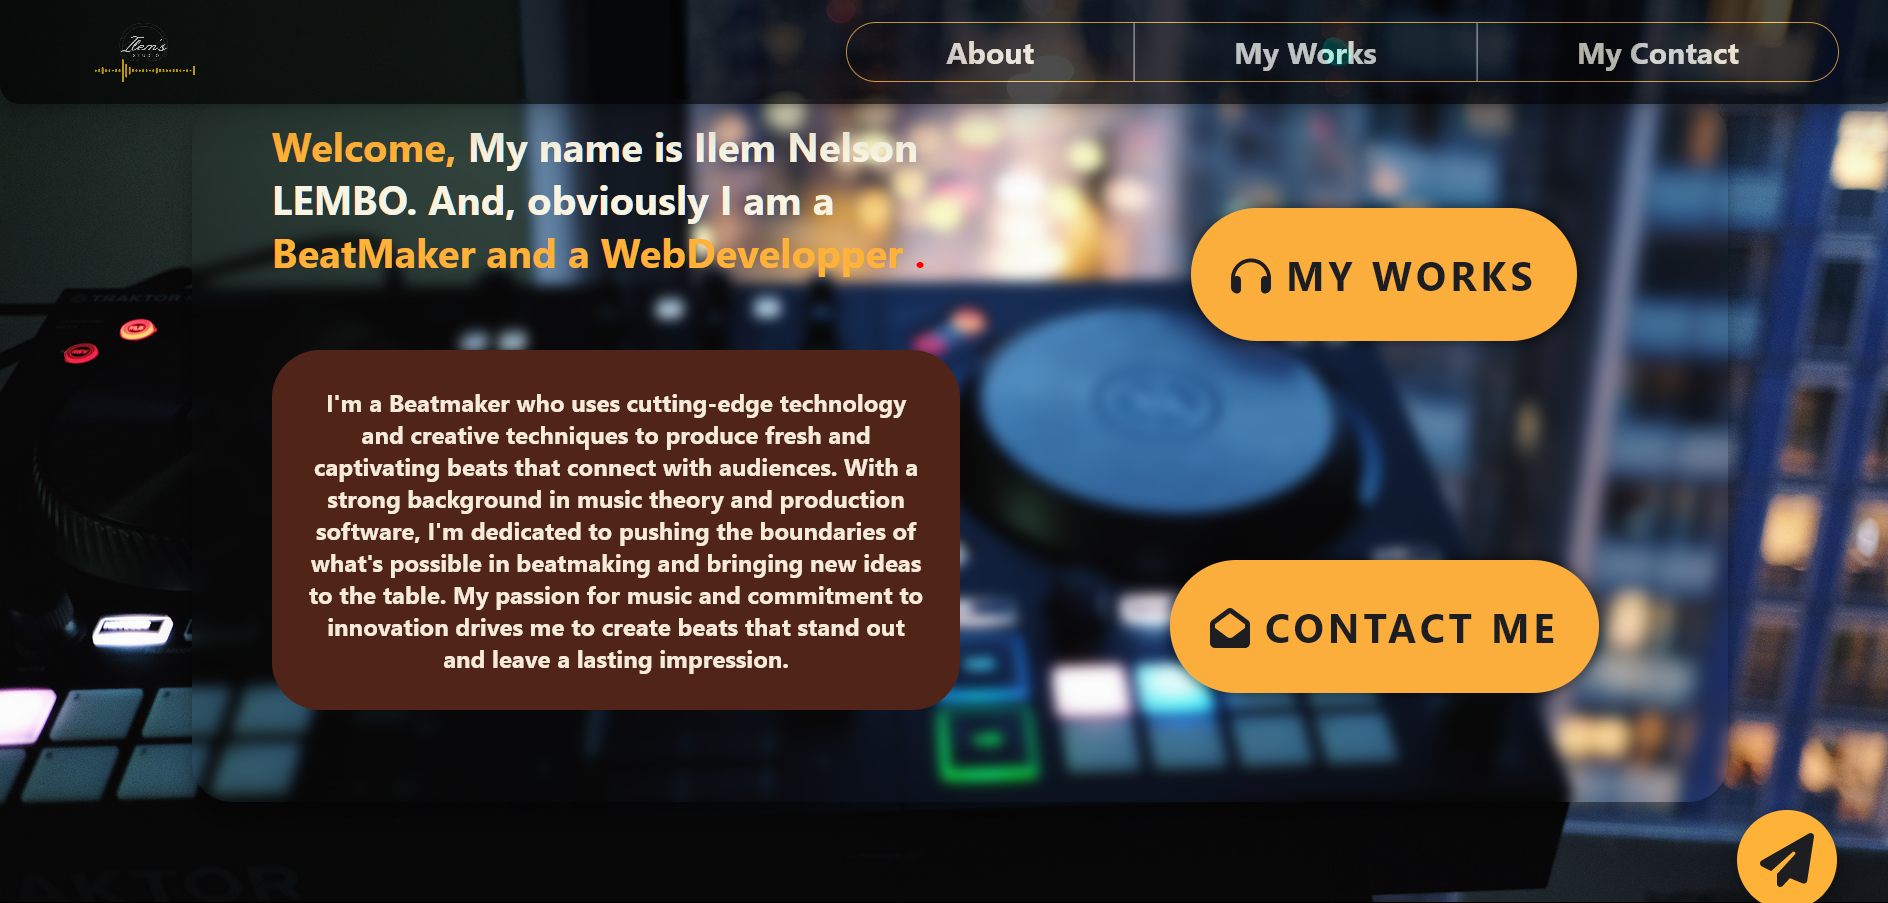 Ilem's
STUDIO
About
My Works
My Contact
Welcome, My name is Ilem Nelson
LEMBO. And, obviously I am a
BeatMaker and a WebDevelopper .
MY WORKS
TRAKTOR
I'm a Beatmaker who uses cutting-edge technology
and creative techniques to produce fresh and
captivating beats that connect with audiences. With a
strong background in music theory and production
software, I'm dedicated to pushing the boundaries of
what's possible in beatmaking and bringing new ideas
to the table. My passion for music and commitment to
innovation drives me to create beats that stand out
and leave a lasting impression.
CONTACT ME
AKTOR